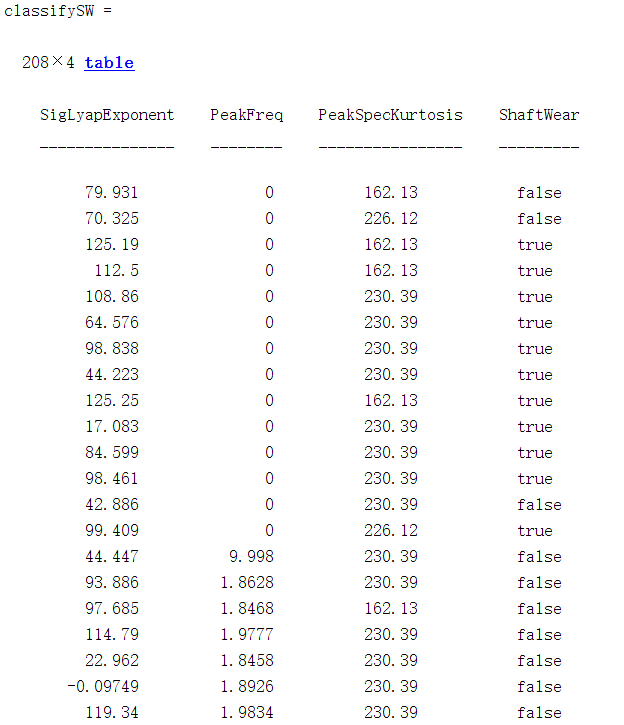 classifySW =
208×4 table
SigLyapExponent PeakFreq PeakSpecKurtosis ShaftWear
_______________ ________ ________________ _________
79.931 0 162.13 false
70.325 0 226.12 false
125.19 0 162.13 true
112.5 0 162.13 true
108.86 0 230.39 true
64.576 0 230.39 true
98.838 0 230.39 true
44.223 0 230.39 true
125.25 0 162.13 true
17.083 0 230.39 true
84.599 0 230.39 true
98.461 0 230.39 true
42.886 0 230.39 false
99.409 0 226.12 true
44.447 9.998 230.39 false
93.886 1.8628 230.39 false
97.685 1.8468 162.13 false
114.79 1.9777 230.39 false
22.962 1.8458 230.39 false
-0.09749 1.8926 230.39 false
119.34 1.9834 230.39 false